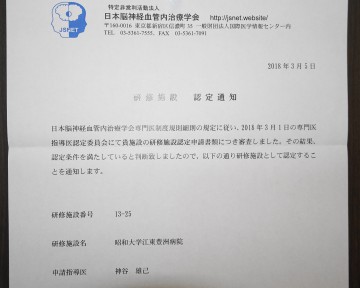 JSNET
特定非営利活動法人
日本脳神経血管内治療学会 http://jsnet.website/
〒160-0016 東京都新宿区信濃町35 一般財団法人国際医学情報センター内
TEL 03-5361-7555, FAX 03-5361-7091
2018年3月5日
研修施設 認定通知
日本脳神経血管内治療学会専門医制度規則細則の規定に従い、2018年3月1日の専門医
指導医認定委員会にて貴施設の研修施設認定申請書類につき審査しました。その結果、
認定条件を満たしていると判断致しましたので、以下の通り研修施設として認定するこ
とを通知します。
研修施設番号 13-25
研修施設名 昭和大学江東豊洲病院
申請指導医 神谷 雄己